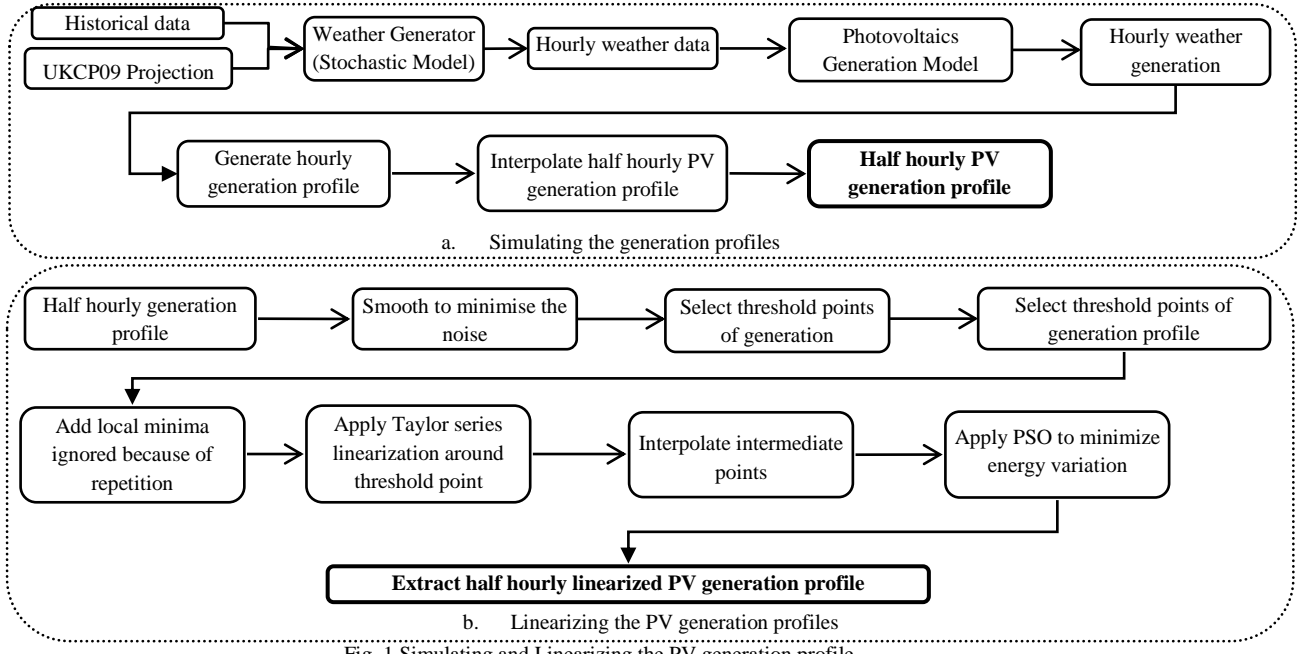 Historical data
UKCP09 Projection
Weather Generator
(Stochastic Model)
Hourly weather data
Photovoltaics
Generation Model
Hourly weather
generation
Generate hourly
generation profile
Interpolate half hourly PV
generation profile
Half hourly PV
generation profile
a. Simulating the generation profiles
Half hourly generation
profile
Smooth to minimise the
noise
Select threshold points
of generation
Select threshold points of
generation profile
Add local minima
ignored because of
repetition
Apply Taylor series
linearization around
threshold point
Interpolate intermediate
points
Apply PSO to minimize
energy variation
Extract half hourly linearized PV generation profile
b. Linearizing the PV generation profiles
Fig. 1 Simulating and Linearizing the PV generation profile